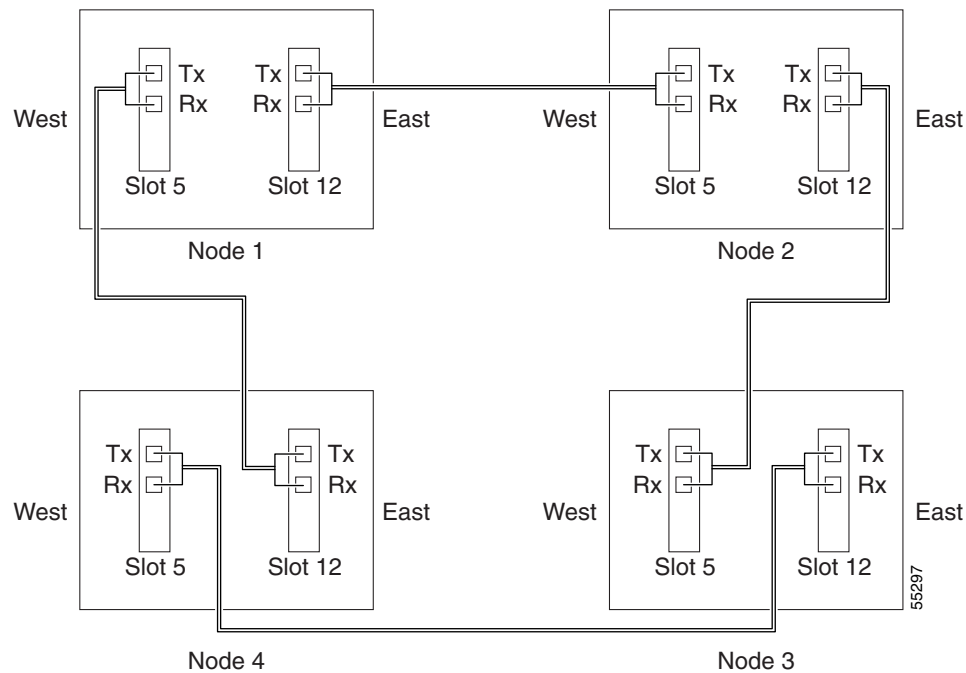 Tx Tx Tx Tx
Rx Rx Rx Rx
West East West East
Slot 5 Slot 12 Slot 5 Slot 12
Node 1 Node 2
Tx Tx Tx Tx
Rx Rx Rx Rx
West East West East
Slot 5 Slot 12 Slot 5 Slot 12
55297
Node 4 Node 3